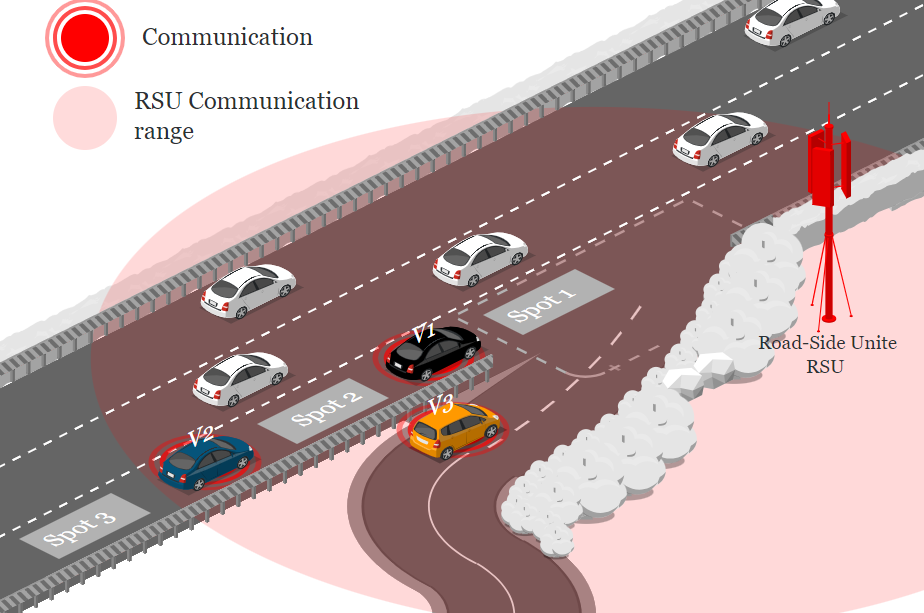 Communication
RSU Communication
range
Spot 1
V1
Road-Side Unite
RSU
Spot 2
V3
V2
Spot 3